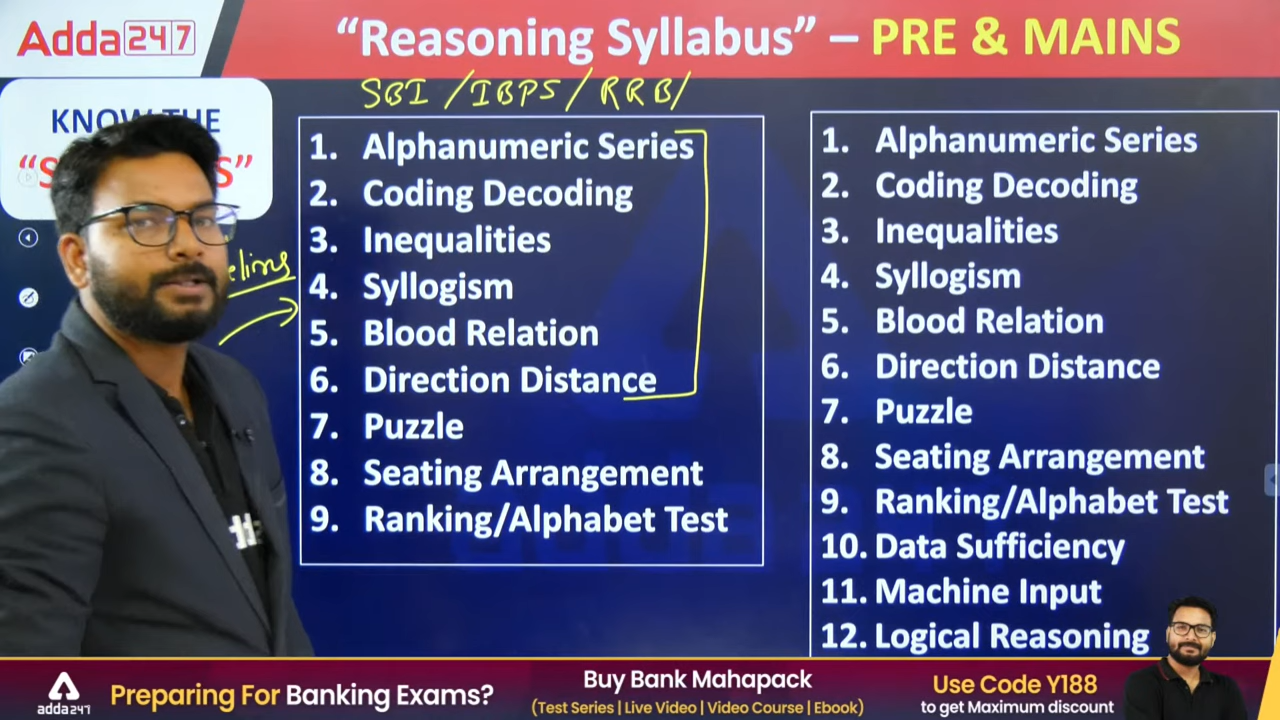 Adda247
“Reasoning Syllabus” – PRE & MAINS
SBI / IBPS / RRB /
KNOW THE
1. Alphanumeric Series
2. Coding Decoding
3. Inequalities
4. Syllogism
5. Blood Relation
6. Direction Distance
7. Puzzle
8. Seating Arrangement
9. Ranking/Alphabet Test
1. Alphanumeric Series
2. Coding Decoding
3. Inequalities
4. Syllogism
5. Blood Relation
6. Direction Distance
7. Puzzle
8. Seating Arrangement
9. Ranking/Alphabet Test
10. Data Sufficiency
11. Machine Input
12. Logical Reasoning
adda247
Preparing For Banking Exams?
Buy Bank Mahapack
(Test Series | Live Video | Video Course | Ebook)
Use Code Y188
to get Maximum discount